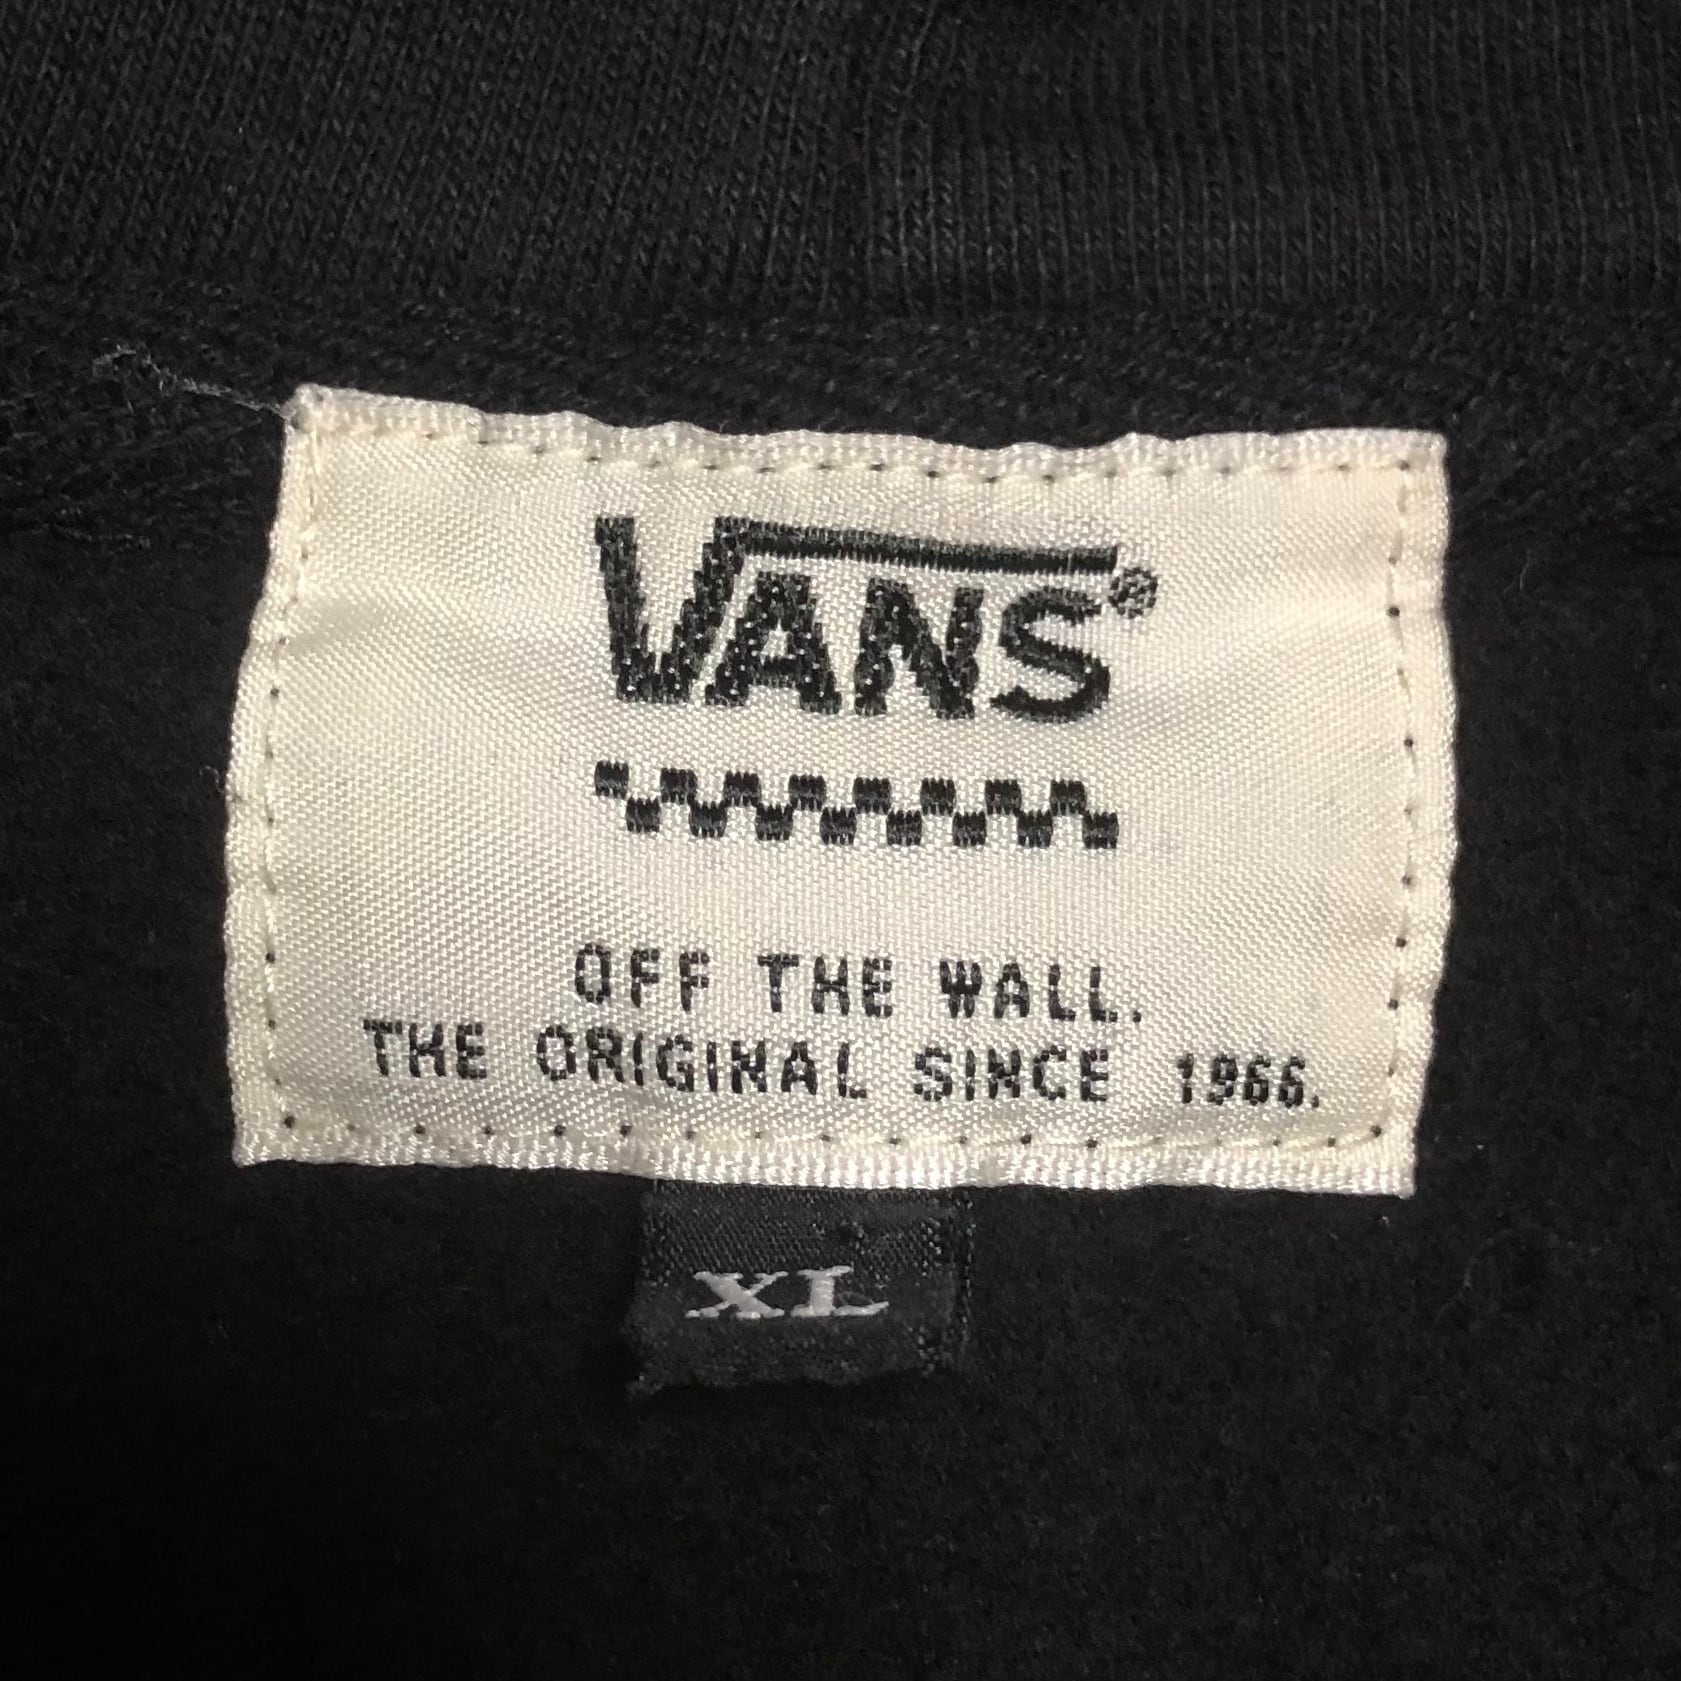 VANS®
OFF THE WALL.
THE ORIGINAL SINCE 1966.
XL